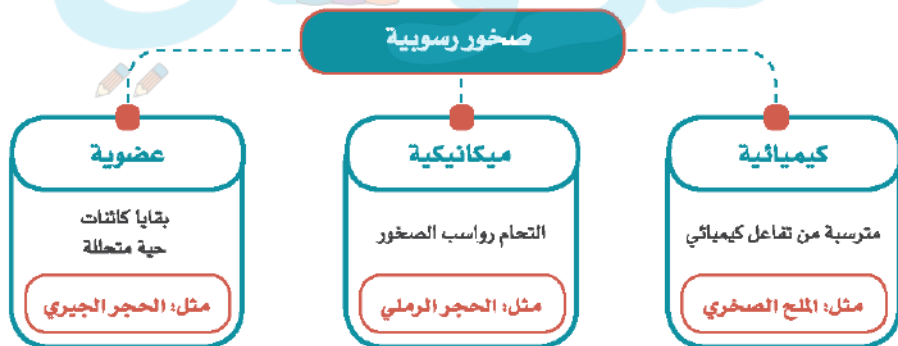 صخور رسوبية
كيميائية
مترسبة من تفاعل كيميائي
مثل: الملح الصخري
ميكانيكية
التحام رواسب الصخور
مثل: الحجر الرملي
عضوية
بقايا كائنات
حية متحللة
مثل: الحجر الجيري